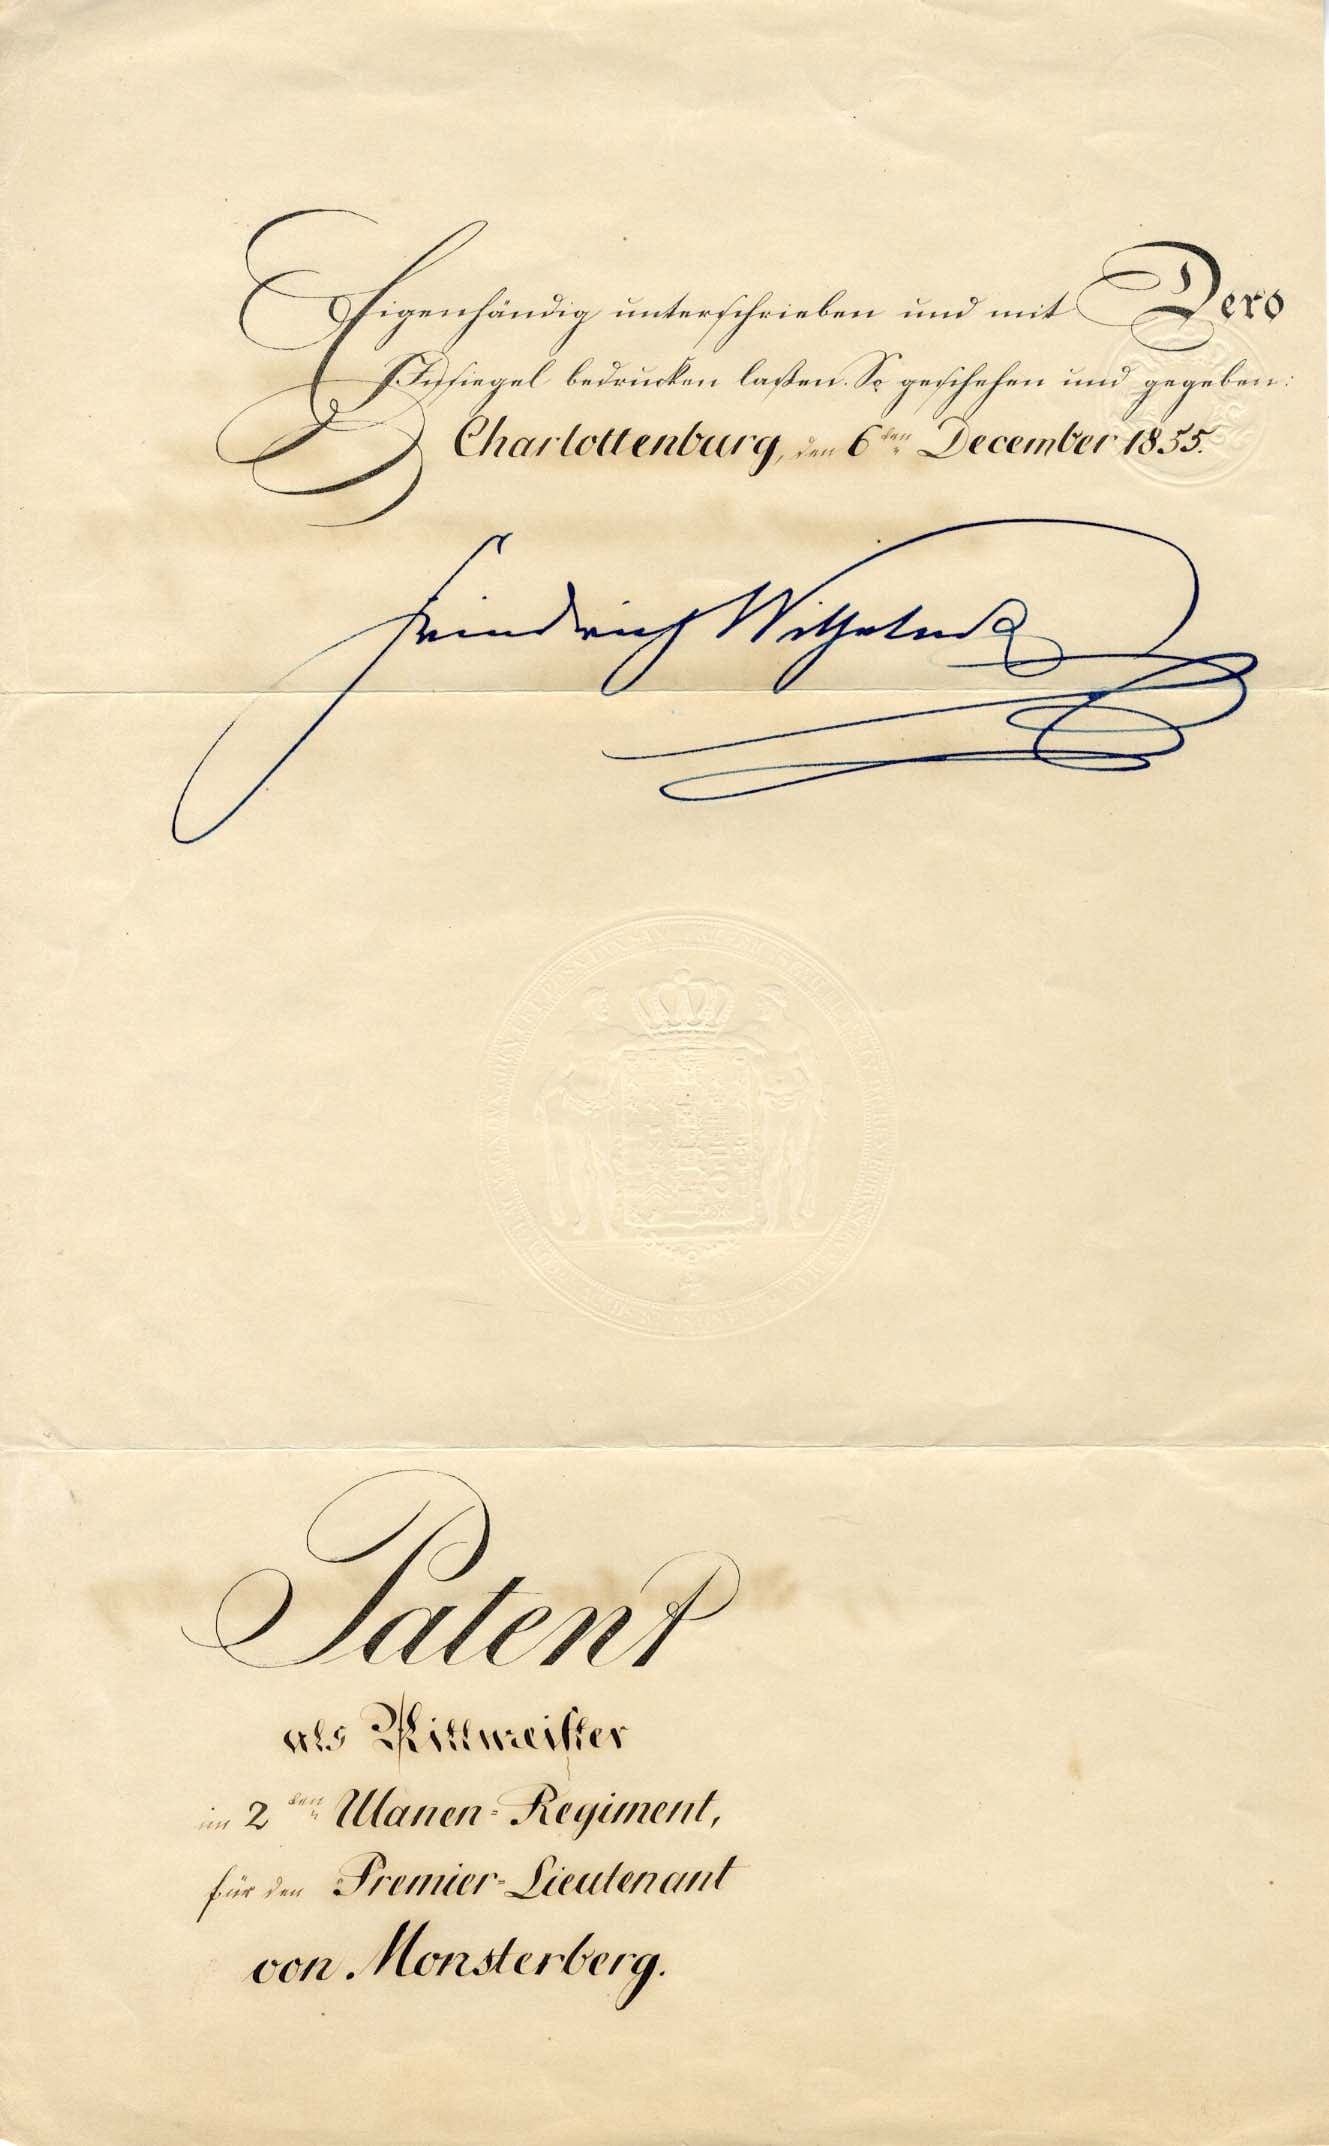 Eigenhändig unterschrieben und mit Dero
Insiegel bedrucken laßen. So geschehen und gegeben:
Charlottenburg, den 6ten December 1855.
Friedrich Wilhelm
Patent
als Rittmeister
im 2ten Ulanen-Regiment,
für den Premier-Lieutenant
von Monsterberg.